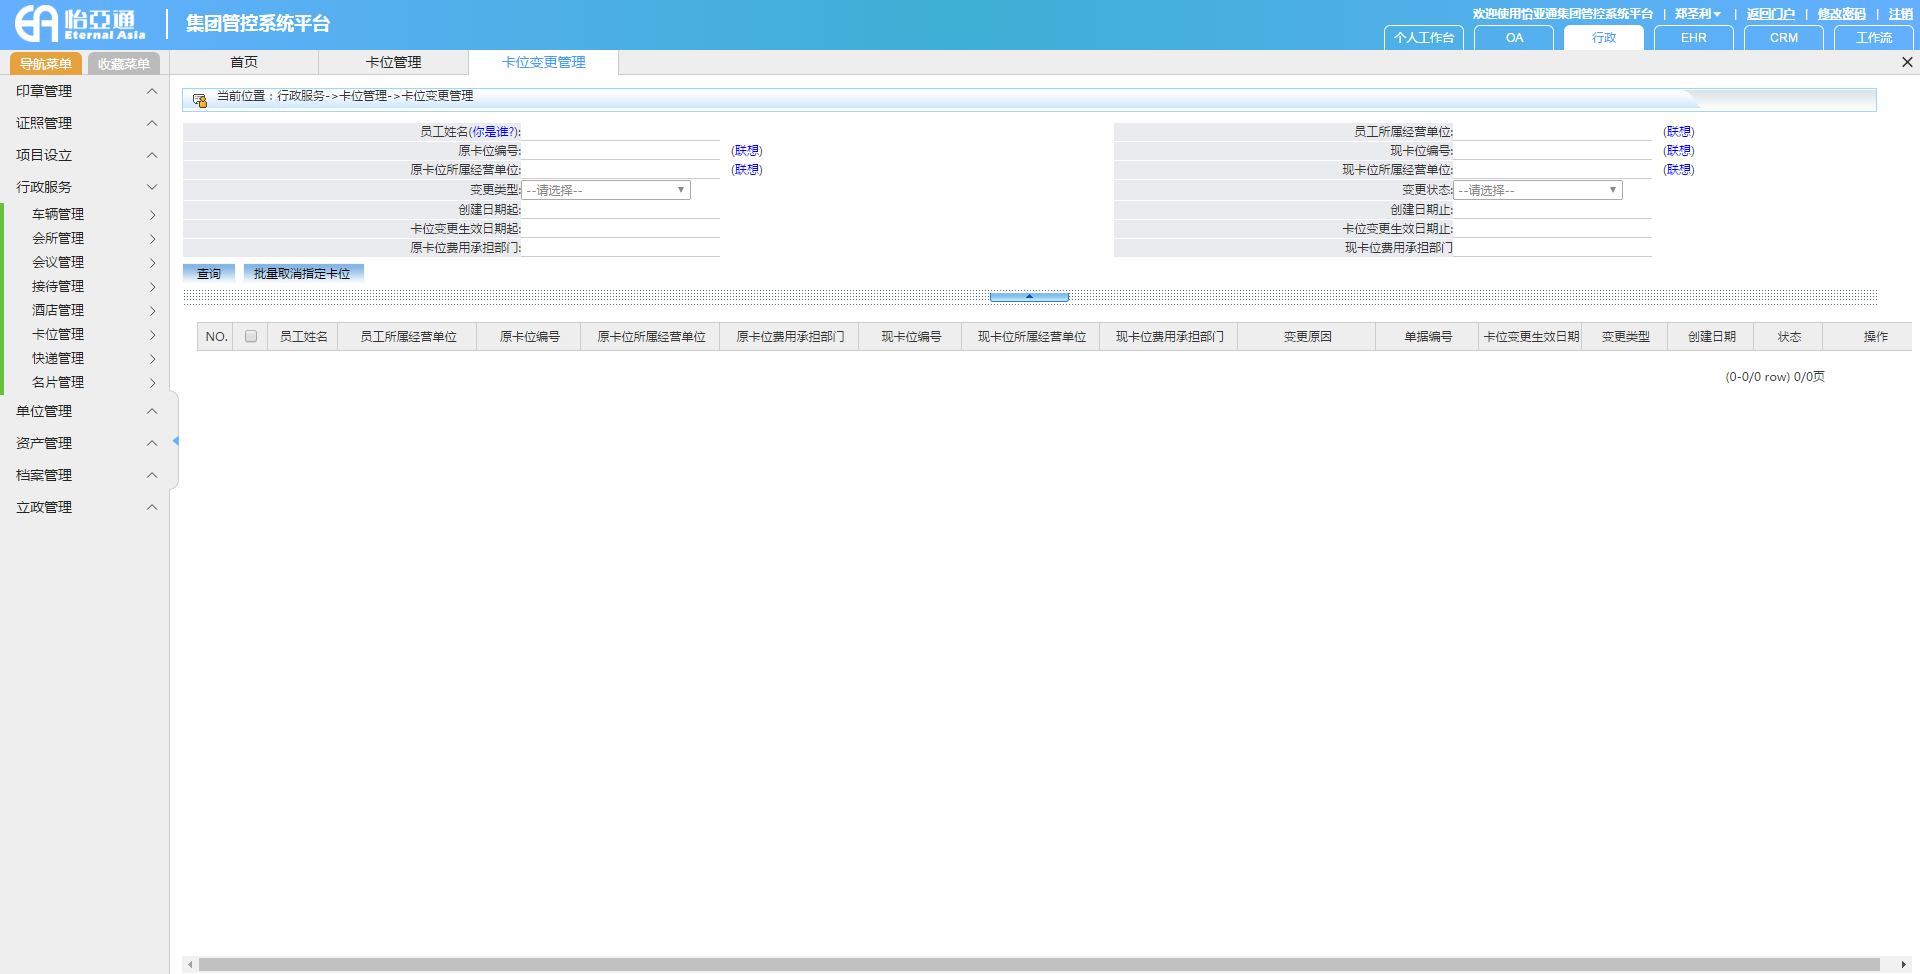 怡亞通
Eternal Asia
集团管控系统平台
欢迎使用怡亚通集团管控系统平台 | 郑圣利 | 返回门户 | 修改密码 | 注销
个人工作台 OA 行政 EHR CRM 工作流
导航菜单 收藏菜单 首页 卡位管理 卡位变更管理
印章管理
证照管理
项目设立
行政服务
车辆管理
会所管理
会议管理
接待管理
酒店管理
卡位管理
快递管理
名片管理
单位管理
资产管理
档案管理
立政管理
当前位置：行政服务->卡位管理->卡位变更管理
员工姓名(你是谁?): 员工所属经营单位: (联想)
原卡位编号: (联想) 现卡位编号: (联想)
原卡位所属经营单位: (联想) 现卡位所属经营单位: (联想)
变更类型: --请选择-- 变更状态: --请选择--
创建日期起: 创建日期止:
卡位变更生效日期起: 卡位变更生效日期止:
原卡位费用承担部门: 现卡位费用承担部门
查询 批量取消指定卡位
NO. 员工姓名 员工所属经营单位 原卡位编号 原卡位所属经营单位 原卡位费用承担部门 现卡位编号 现卡位所属经营单位 现卡位费用承担部门 变更原因 单据编号 卡位变更生效日期 变更类型 创建日期 状态 操作
(0-0/0 row) 0/0页